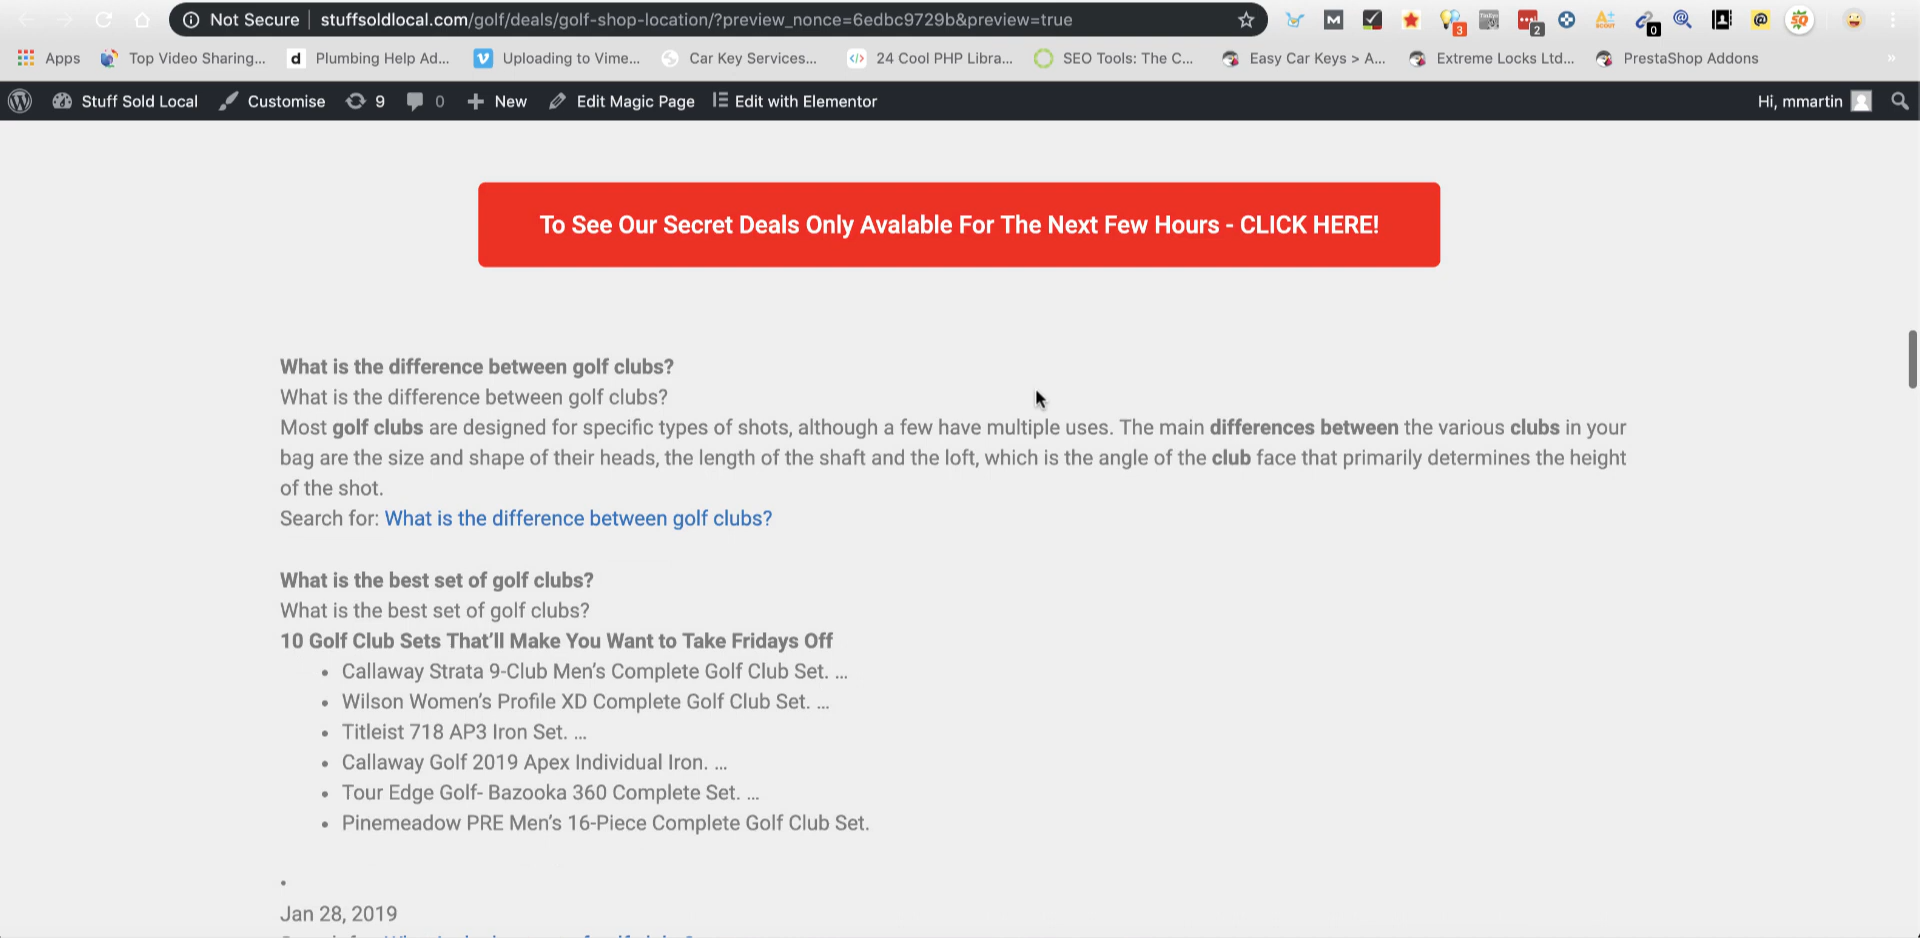 Not Secure | stuffsoldlocal.com/golf/deals/golf-shop-location/?preview_nonce=6edbc9729b&preview=true
3
2
0
Apps Top Video Sharing... d Plumbing Help Ad... Uploading to Vime... Car Key Services... 24 Cool PHP Libra... SEO Tools: The C... Easy Car Keys > A... Extreme Locks Ltd... PrestaShop Addons »
Stuff Sold Local Customise 9 0 New Edit Magic Page Edit with Elementor Hi, mmartin
To See Our Secret Deals Only Avalable For The Next Few Hours - CLICK HERE!
What is the difference between golf clubs?
What is the difference between golf clubs?
Most golf clubs are designed for specific types of shots, although a few have multiple uses. The main differences between the various clubs in your
bag are the size and shape of their heads, the length of the shaft and the loft, which is the angle of the club face that primarily determines the height
of the shot.
Search for: What is the difference between golf clubs?
What is the best set of golf clubs?
What is the best set of golf clubs?
10 Golf Club Sets That’ll Make You Want to Take Fridays Off
• Callaway Strata 9-Club Men’s Complete Golf Club Set. ...
• Wilson Women’s Profile XD Complete Golf Club Set. ...
• Titleist 718 AP3 Iron Set. ...
• Callaway Golf 2019 Apex Individual Iron. ...
• Tour Edge Golf- Bazooka 360 Complete Set. ...
• Pinemeadow PRE Men’s 16-Piece Complete Golf Club Set.
•
Jan 28, 2019